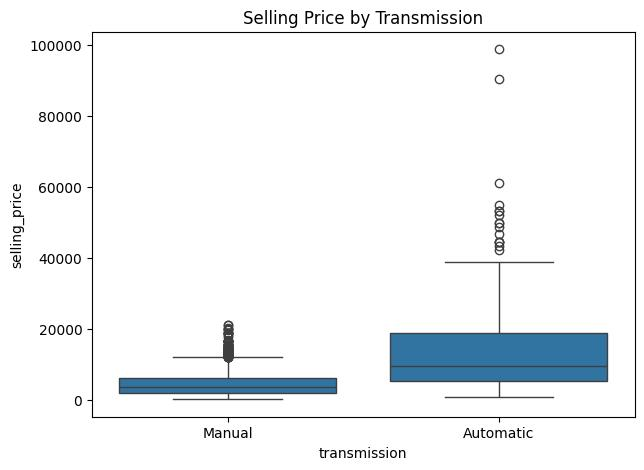 Selling Price by Transmission
100000
80000
60000
40000
20000
0
selling_price
Manual
Automatic
transmission